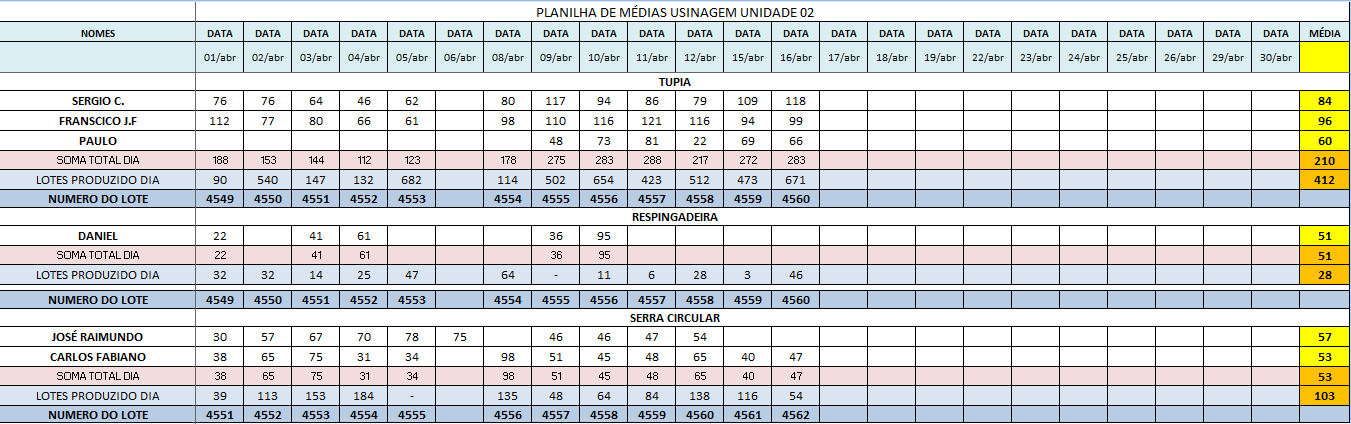 PLANILHA DE MÉDIAS USINAGEM UNIDADE 02
NOMES DATA DATA DATA DATA DATA DATA DATA DATA DATA DATA DATA DATA DATA DATA DATA DATA DATA DATA DATA DATA DATA DATA DATA MÉDIA
01/abr 02/abr 03/abr 04/abr 05/abr 06/abr 08/abr 09/abr 10/abr 11/abr 12/abr 15/abr 16/abr 17/abr 18/abr 19/abr 22/abr 23/abr 24/abr 25/abr 26/abr 29/abr 30/abr
TUPIA
SERGIO C. 76 76 64 46 62 80 117 94 86 79 109 118 84
FRANSCICO J.F 112 77 80 66 61 98 110 116 121 116 94 99 96
PAULO 48 73 81 22 69 66 60
SOMA TOTAL DIA 188 153 144 112 123 178 275 283 288 217 272 283 210
LOTES PRODUZIDO DIA 90 540 147 132 682 114 502 654 423 512 473 671 412
NUMERO DO LOTE 4549 4550 4551 4552 4553 4554 4555 4556 4557 4558 4559 4560
RESPINGADEIRA
DANIEL 22 41 61 36 95 51
SOMA TOTAL DIA 22 41 61 36 95 51
LOTES PRODUZIDO DIA 32 32 14 25 47 64 - 11 6 28 3 46 28
NUMERO DO LOTE 4549 4550 4551 4552 4553 4554 4555 4556 4557 4558 4559 4560
SERRA CIRCULAR
JOSÉ RAIMUNDO 30 57 67 70 78 75 46 46 47 54 57
CARLOS FABIANO 38 65 75 31 34 98 51 45 48 65 40 47 53
SOMA TOTAL DIA 38 65 75 31 34 98 51 45 48 65 40 47 53
LOTES PRODUZIDO DIA 39 113 153 184 - 135 48 64 84 138 116 54 103
NUMERO DO LOTE 4551 4552 4553 4554 4555 4556 4557 4558 4559 4560 4561 4562